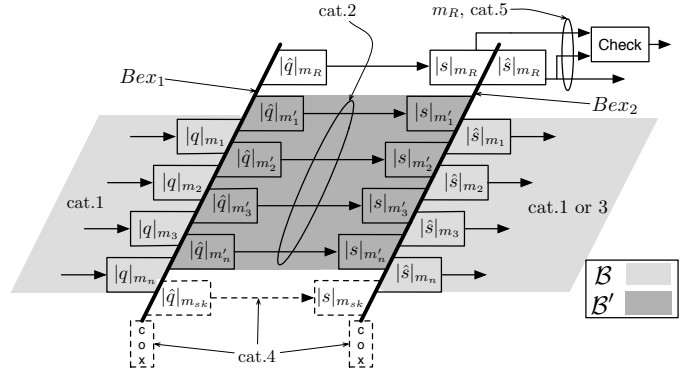 cat.2
m_R, cat.5
|q̂|_{m_R} |s|_{m_R} |ŝ|_{m_R} Check
Bex_1
Bex_2
|q̂|_{m'_1} |s|_{m'_1}
|q|_{m_1} |ŝ|_{m_1}
|q̂|_{m'_2} |s|_{m'_2}
|q|_{m_2} |ŝ|_{m_2}
cat.1 |q̂|_{m'_3} |s|_{m'_3} cat.1 or 3
|q|_{m_3} |ŝ|_{m_3}
|q̂|_{m'_n} |s|_{m'_n}
|q|_{m_n} |ŝ|_{m_n}
ℬ
ℬ′
|q̂|_{m_{sk}} |s|_{m_{sk}}
cox cox
cat.4